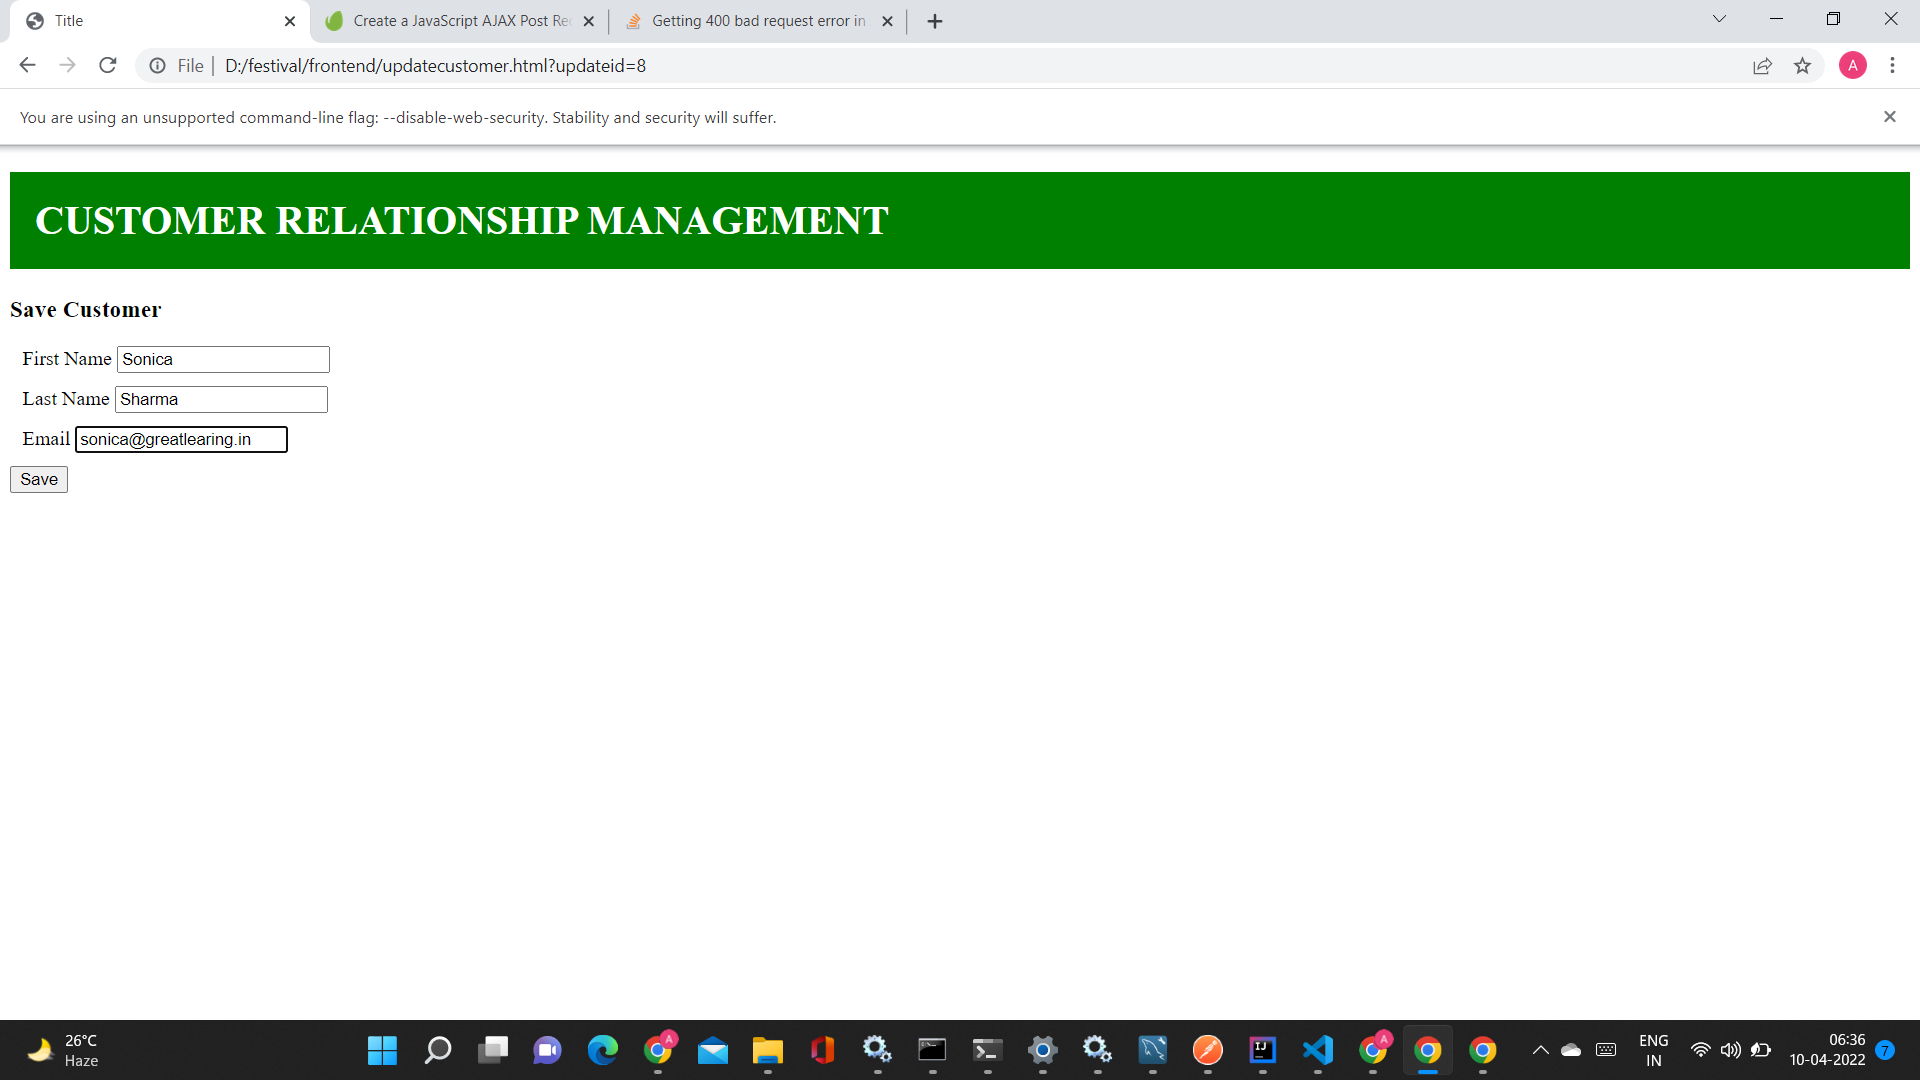 Title
Create a JavaScript AJAX Post Re
Getting 400 bad request error in
File
D:/festival/frontend/updatecustomer.html?updateid=8
A
You are using an unsupported command-line flag: --disable-web-security. Stability and security will suffer.
CUSTOMER RELATIONSHIP MANAGEMENT
Save Customer
First Name Sonica
Last Name Sharma
Email sonica@greatlearing.in
Save
26°C
Haze
A
IJ
A
ENG
IN
06:36
10-04-2022
7